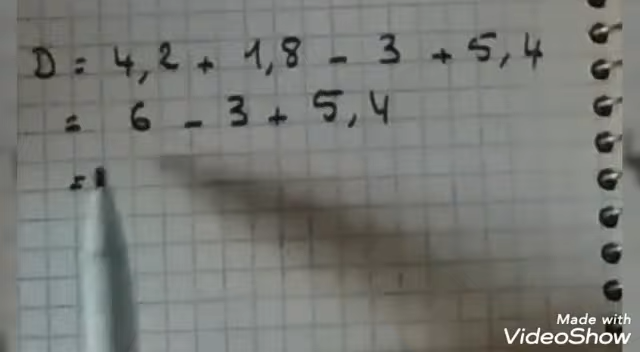 D = 4,2 + 1,8 - 3 + 5,4
= 6 - 3 + 5,4
=
Made with
VideoShow